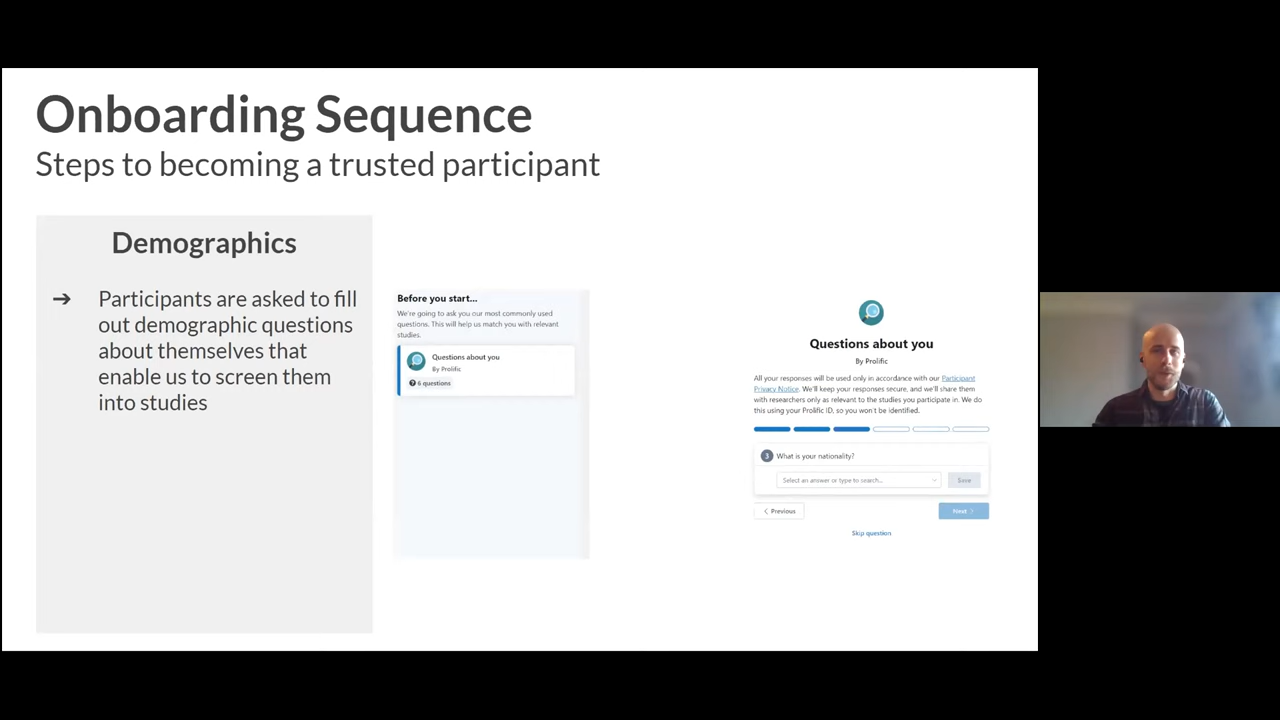 Onboarding Sequence
Steps to becoming a trusted participant
Demographics
➔ Participants are asked to fill
out demographic questions
about themselves that
enable us to screen them
into studies
Before you start...
We're going to ask you our most commonly used
questions. This will help us match you with relevant
studies.
Questions about you
By Prolific
6 questions
Questions about you
By Prolific
All your responses will be used only in accordance with our Participant
Privacy Notice. We'll keep your responses secure, and we'll share them
with researchers only as relevant to the studies you participate in. We do
this using your Prolific ID, so you won't be identified.
3 What is your nationality?
Select an answer or type to search...
Save
Previous
Next
Skip question